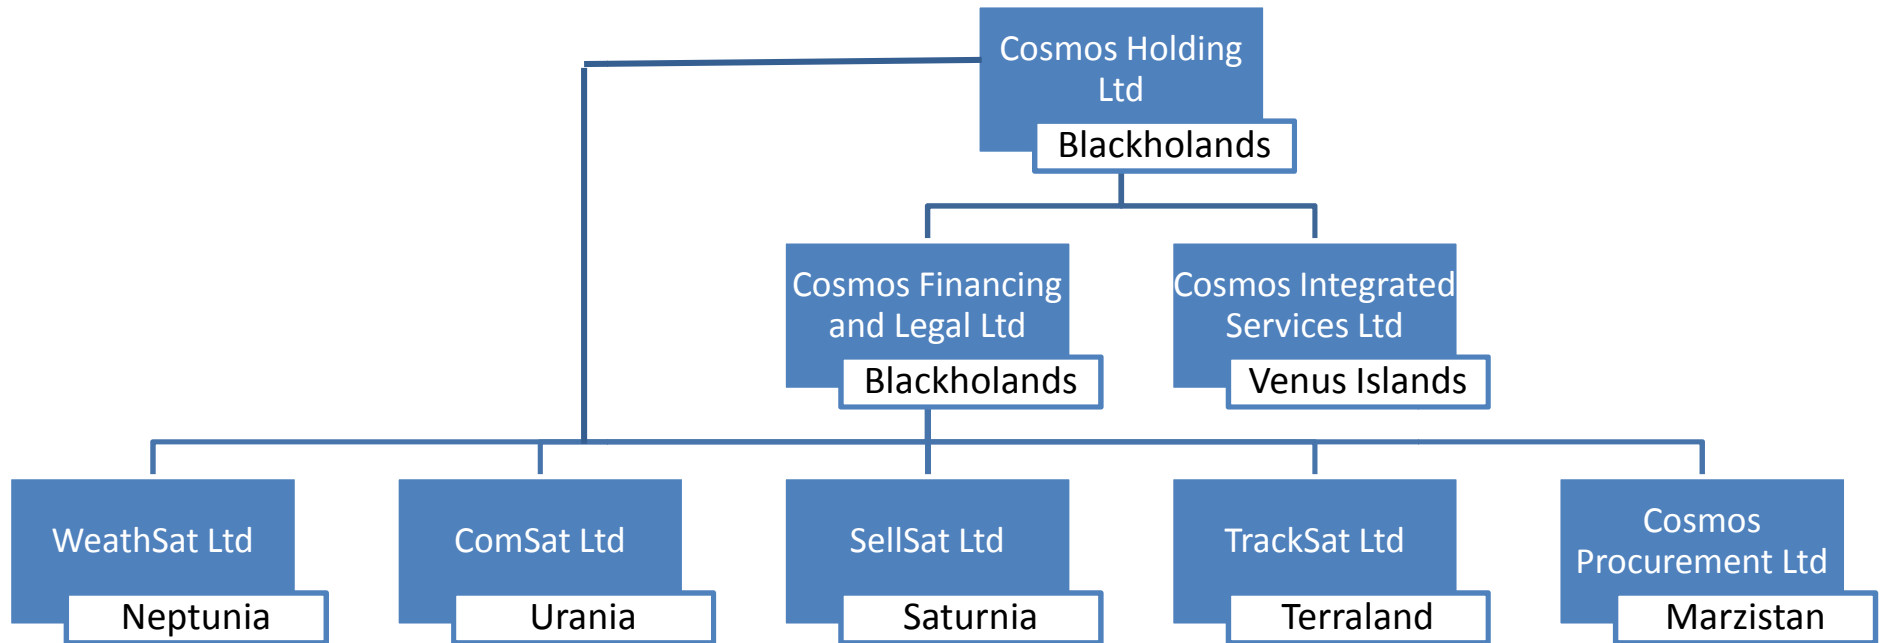 Cosmos Holding
Ltd
Blackholands
Cosmos Financing
and Legal Ltd
Blackholands
Cosmos Integrated
Services Ltd
Venus Islands
WeathSat Ltd
Neptunia
ComSat Ltd
Urania
SellSat Ltd
Saturnia
TrackSat Ltd
Terraland
Cosmos
Procurement Ltd
Marzistan